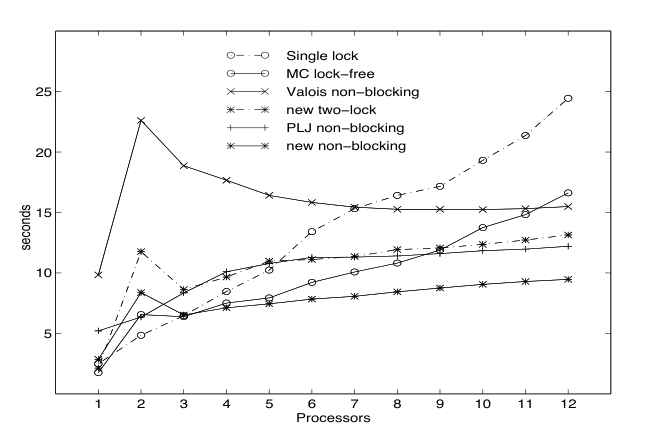 Single lock
MC lock-free
Valois non-blocking
new two-lock
PLJ non-blocking
new non-blocking
25
20
15
10
5
seconds
1 2 3 4 5 6 7 8 9 10 11 12
Processors